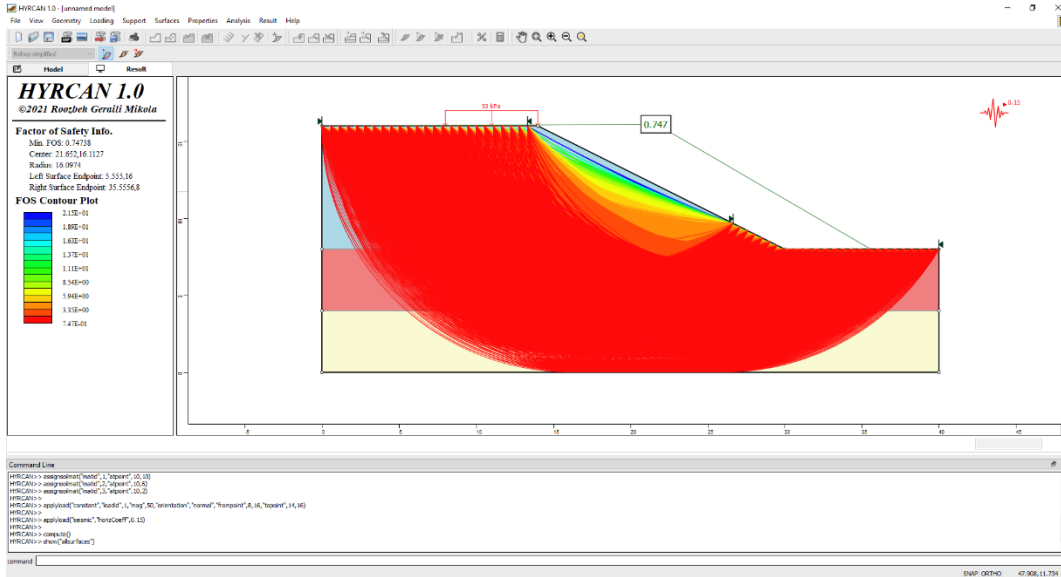 HYRCAN 1.0 - [unnamed model]
File View Geometry Loading Support Surfaces Properties Analysis Result Help
Bishop simplified
Model Result
HYRCAN 1.0
©2021 Roozbeh Geraili Mikola
Factor of Safety Info.
Min. FOS: 0.74738
Center: 21.652,16.1127
Radius: 16.0974
Left Surface Endpoint: 5.555,16
Right Surface Endpoint: 35.5556,8
FOS Contour Plot
2.15E+01
1.89E+01
1.63E+01
1.37E+01
1.11E+01
8.54E+00
5.94E+00
3.35E+00
7.47E-01
50 kPa
0.747
0.15
15
10
5
0
-5 0 5 10 15 20 25 30 35 40 45
Command Line
HYRCAN>> assignsoilmat("matid",1,"atpoint",10,10)
HYRCAN>> assignsoilmat("matid",2,"atpoint",10,6)
HYRCAN>> assignsoilmat("matid",3,"atpoint",10,2)
HYRCAN>>
HYRCAN>> applyload("constant","loadid",1,"mag",50,"orientation","normal","frompoint",8,16,"topoint",14,16)
HYRCAN>>
HYRCAN>> applyload("seismic","horizCoeff",0.15)
HYRCAN>>
HYRCAN>> compute()
HYRCAN>> show("allsurfaces")
command
SNAP ORTHO 47.908,11.734